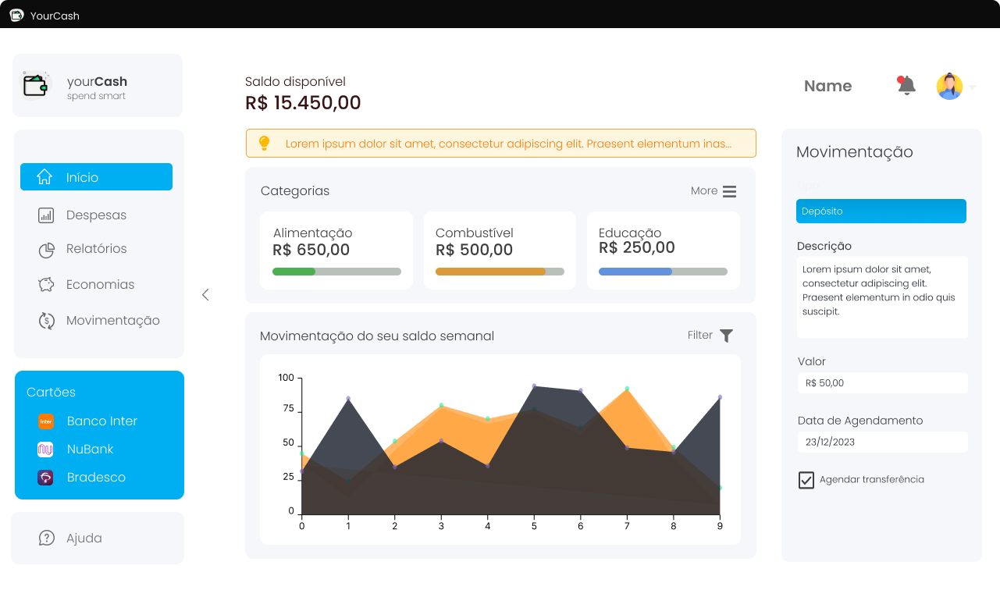 YourCash
yourCash
spend smart
Início
Despesas
Relatórios
Economias
Movimentação
Cartões
inter
Banco Inter
NuBank
Bradesco
Ajuda
Saldo disponível
R$ 15.450,00
Lorem ipsum dolor sit amet, consectetur adipiscing elit. Praesent elementum inas...
Categorias
More
Alimentação
R$ 650,00
Combustível
R$ 500,00
Educação
R$ 250,00
Movimentação do seu saldo semanal
Filter
100
75
50
25
0
0 1 2 3 4 5 6 7 8 9
Name
Movimentação
Tipo
Depósito
Descrição
Lorem ipsum dolor sit amet,
consectetur adipiscing elit.
Praesent elementum in odio quis
suscipit.
Valor
R$ 50,00
Data de Agendamento
23/12/2023
Agendar transferência